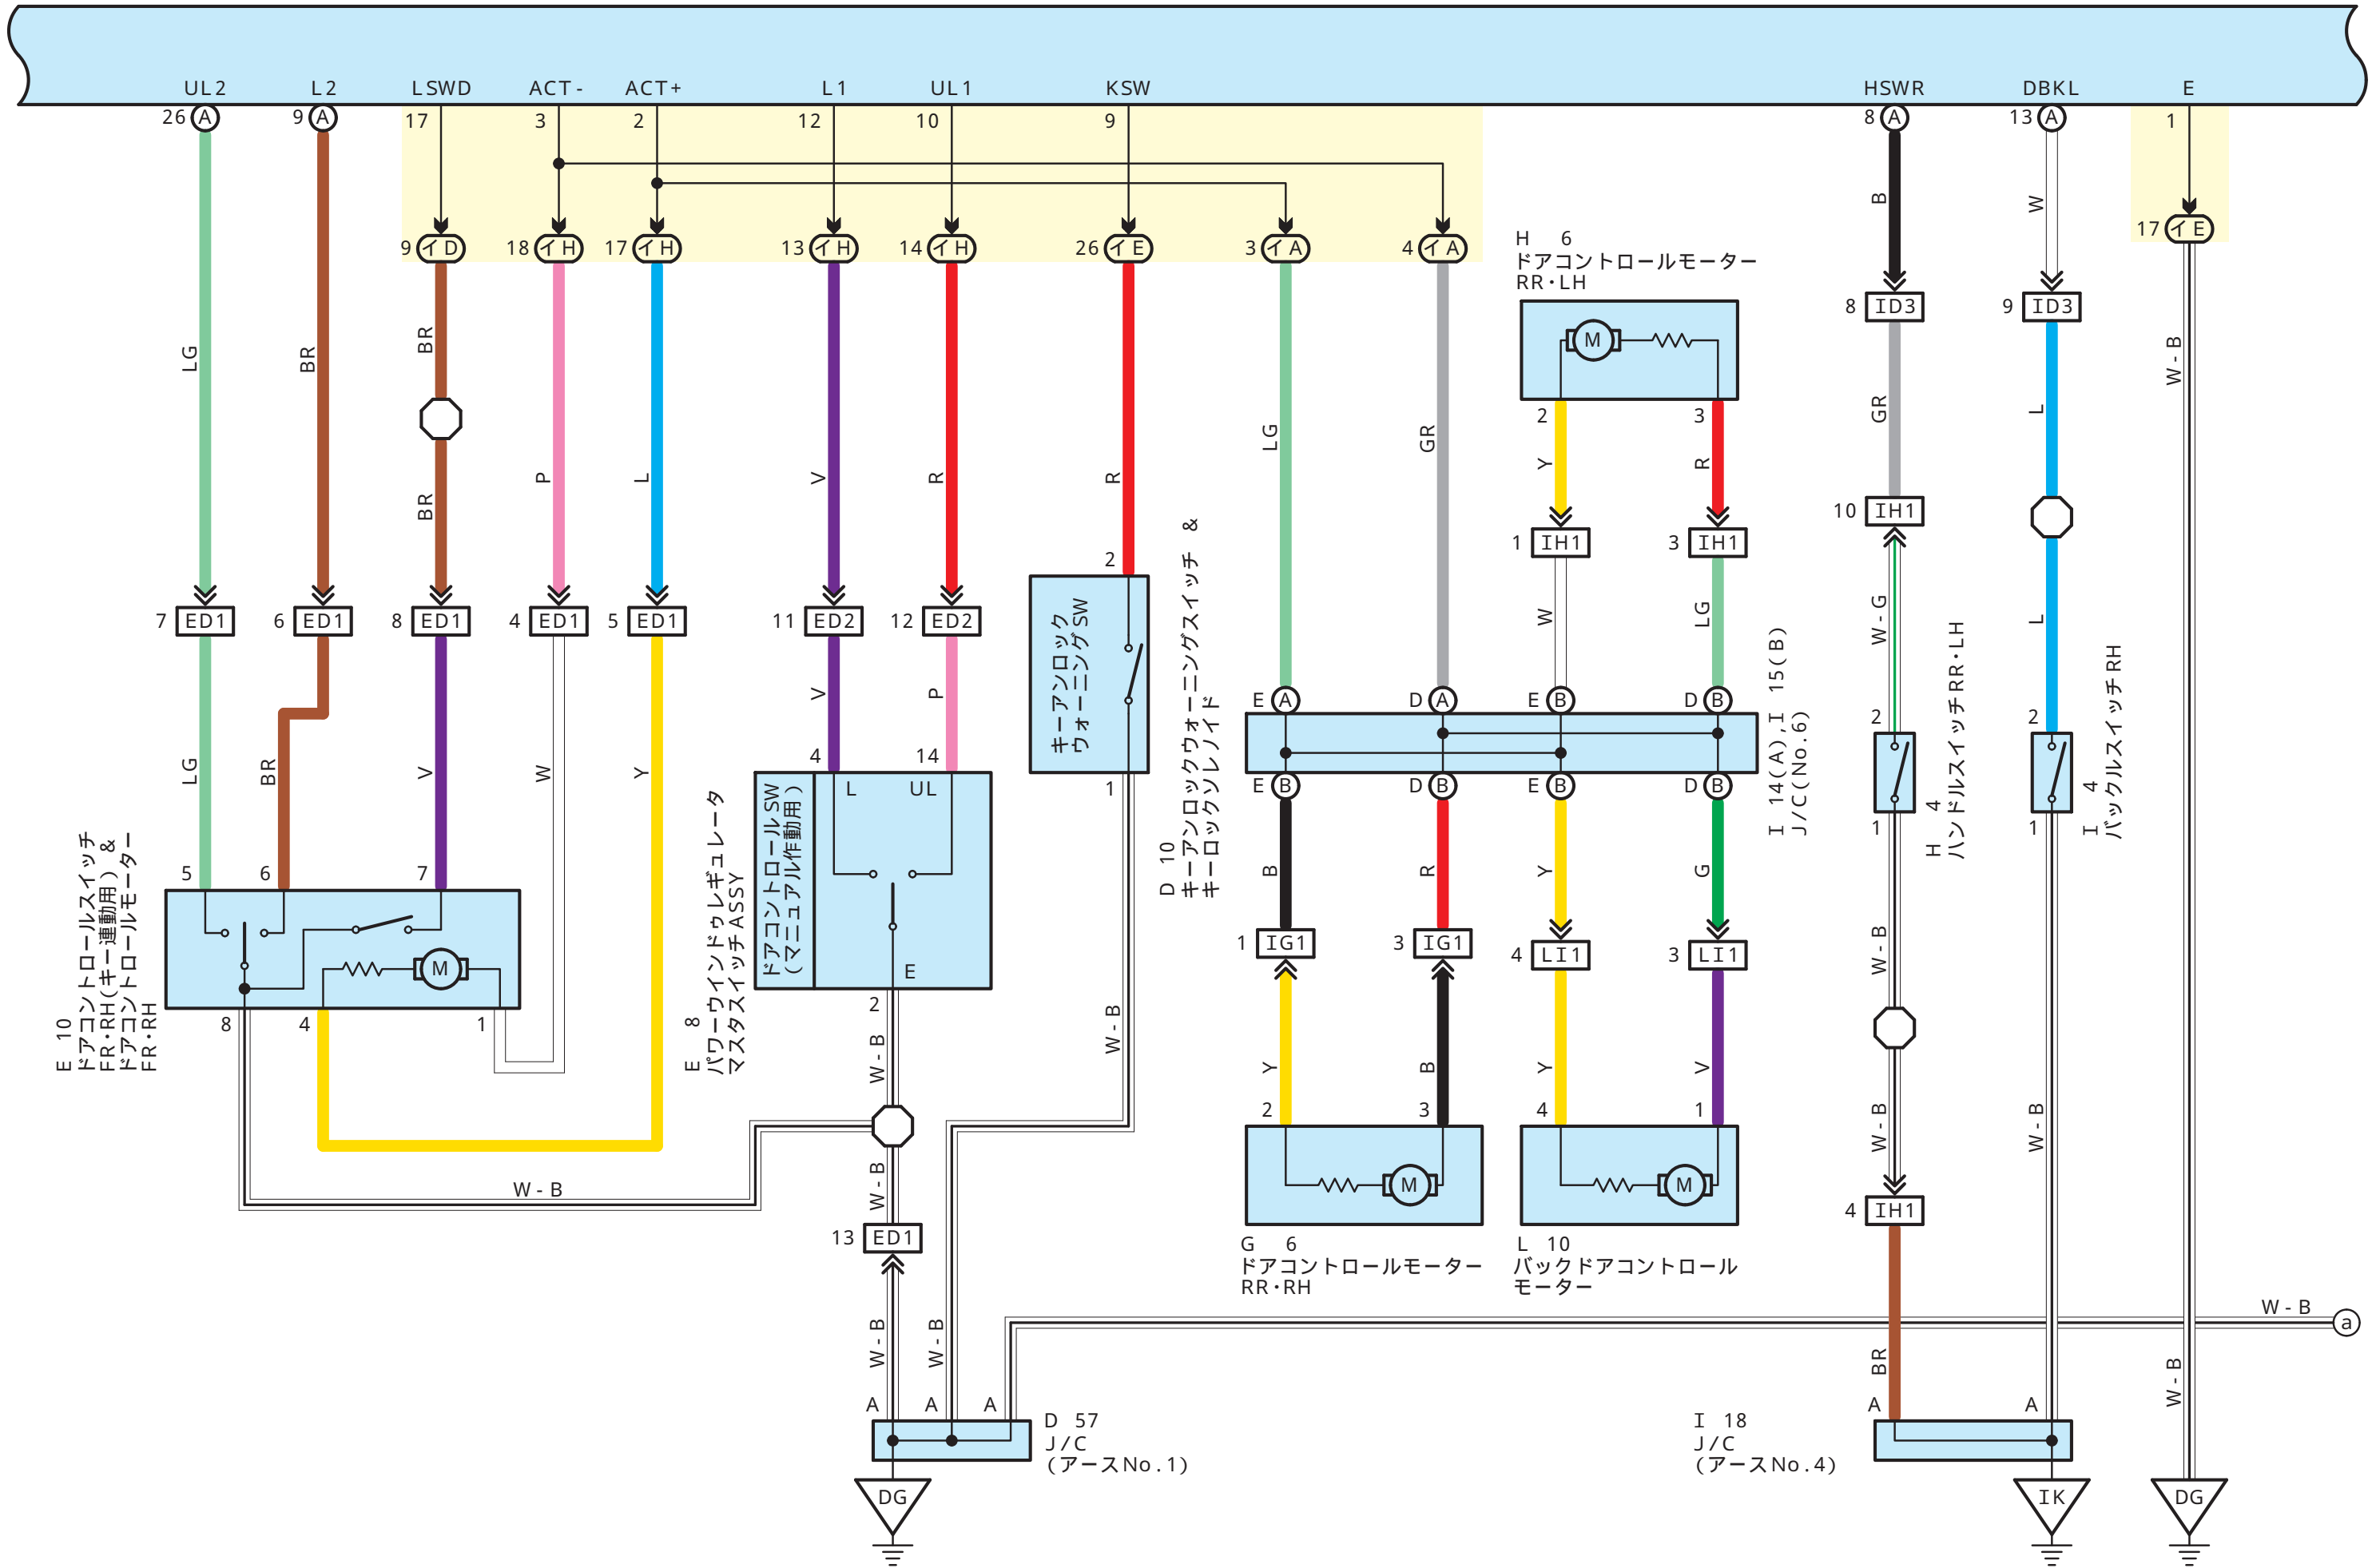 UL2 L2 LSWD ACT- ACT+ L1 UL1 KSW HSWR DBKL E
26 A 9 A 17 3 2 12 10 9 8 A 13 A 1
B W
17 イE
9 イD 18 イH 17 イH 13 イH 14 イH 26 イE 3 イA 4 イA
H 6
ドアコントロールモーター
RR・LH
8 ID3 9 ID3
M
LG BR BR W-B
2 3
LG GR GR L
Y R
BR P L V R R
10 IH1
1 IH1 3 IH1
2
7 ED1 6 ED1 8 ED1 4 ED1 5 ED1 11 ED2 12 ED2
キーアンロック
ウォーニングSW
W LG W-G L
V P
E A D A E B D B
2 2
LG BR V W Y
4 14 1
L UL
E B D B E B D B
I 14(A),I 15(B)
J/C(No.6)
D 10
キーアンロックウォーニングスイッチ &
キーロックソレノイド
ドアコントロールSW
(マニュアル作動用)
1 1
H 4
ハンドルスイッチRR・LH
I 4
バックルスイッチRH
5 6 7
B R Y G
1 IG1 3 IG1 4 LI1 3 LI1
W-B
M
E
E 10
ドアコントロールスイッチ
FR・RH(キー連動用) &
ドアコントロールモーター
FR・RH
E 8
パワーウインドゥレギュレータ
マスタスイッチASSY
8 4 1 2
W-B W-B
Y B Y V
2 3 4 1
W-B W-B
M M
W-B W-B
4 IH1
13 ED1
G 6
ドアコントロールモーター
RR・RH
L 10
バックドアコントロール
モーター
W-B a
W-B W-B BR W-B
A A A A A
D 57
J/C
(アースNo.1)
I 18
J/C
(アースNo.4)
DG IK DG